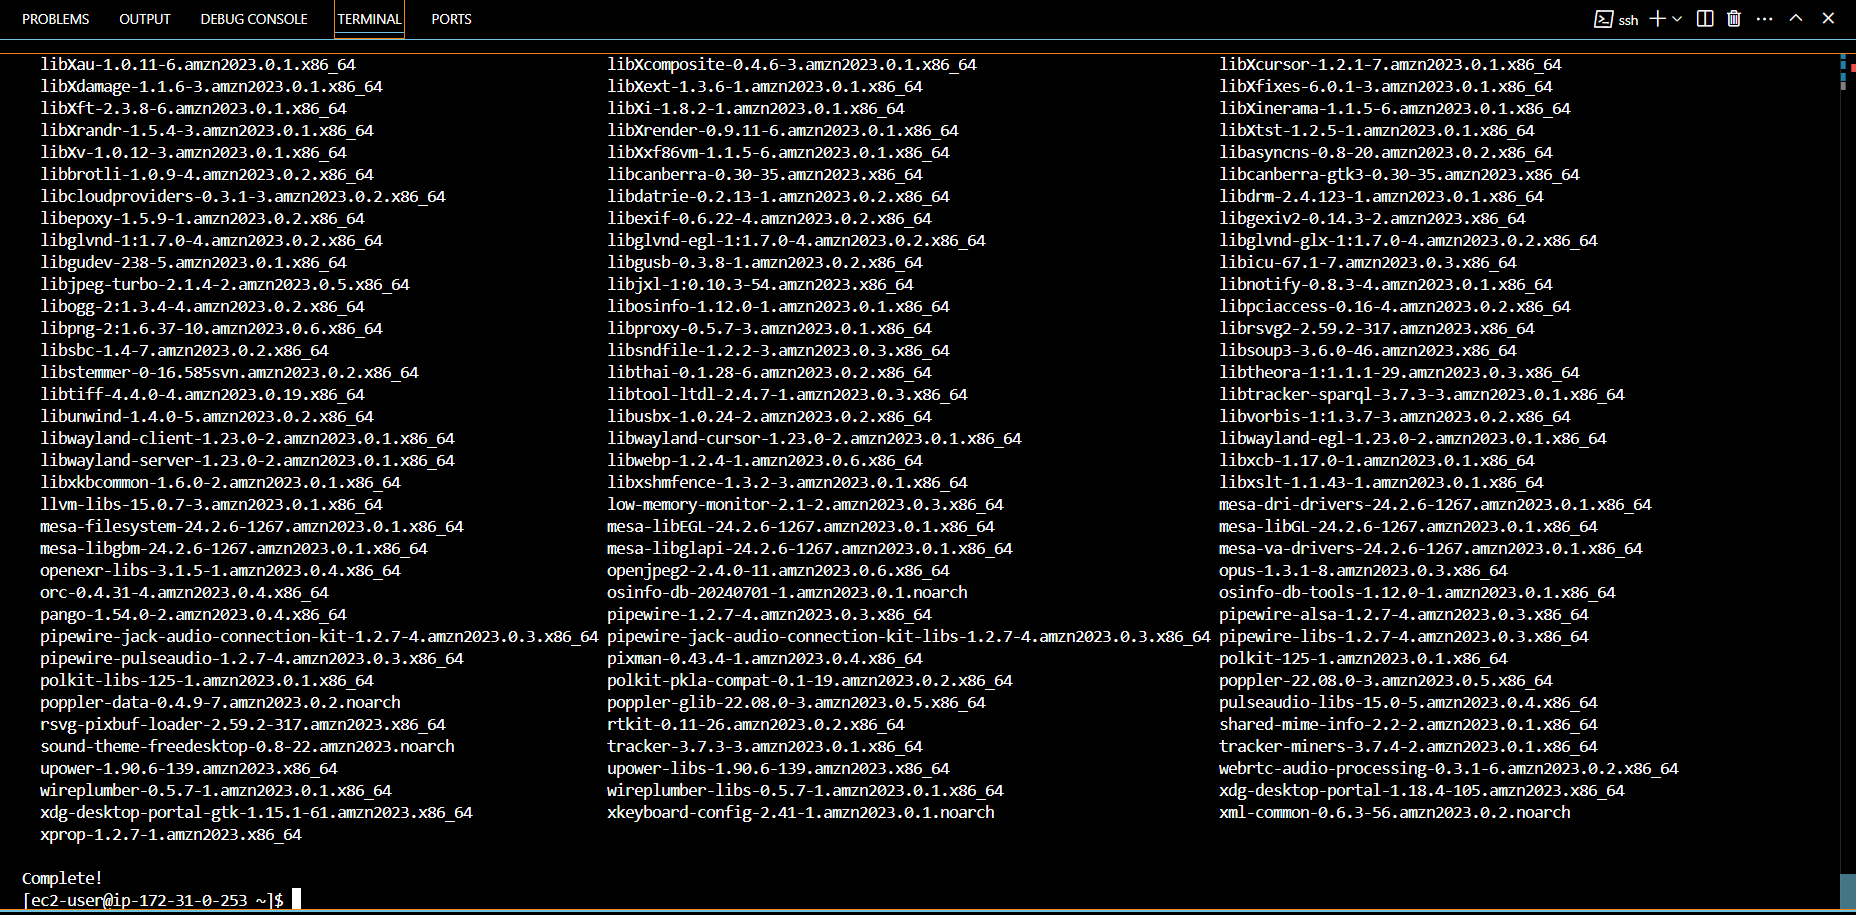 PROBLEMS OUTPUT DEBUG CONSOLE TERMINAL PORTS ssh
libXau-1.0.11-6.amzn2023.0.1.x86_64 libXcomposite-0.4.6-3.amzn2023.0.1.x86_64 libXcursor-1.2.1-7.amzn2023.0.1.x86_64
libXdamage-1.1.6-3.amzn2023.0.1.x86_64 libXext-1.3.6-1.amzn2023.0.1.x86_64 libXfixes-6.0.1-3.amzn2023.0.1.x86_64
libXft-2.3.8-6.amzn2023.0.1.x86_64 libXi-1.8.2-1.amzn2023.0.1.x86_64 libXinerama-1.1.5-6.amzn2023.0.1.x86_64
libXrandr-1.5.4-3.amzn2023.0.1.x86_64 libXrender-0.9.11-6.amzn2023.0.1.x86_64 libXtst-1.2.5-1.amzn2023.0.1.x86_64
libXv-1.0.12-3.amzn2023.0.1.x86_64 libXxf86vm-1.1.5-6.amzn2023.0.1.x86_64 libasyncns-0.8-20.amzn2023.0.2.x86_64
libbrotli-1.0.9-4.amzn2023.0.2.x86_64 libcanberra-0.30-35.amzn2023.x86_64 libcanberra-gtk3-0.30-35.amzn2023.x86_64
libcloudproviders-0.3.1-3.amzn2023.0.2.x86_64 libdatrie-0.2.13-1.amzn2023.0.2.x86_64 libdrm-2.4.123-1.amzn2023.0.1.x86_64
libepoxy-1.5.9-1.amzn2023.0.2.x86_64 libexif-0.6.22-4.amzn2023.0.2.x86_64 libgexiv2-0.14.3-2.amzn2023.x86_64
libglvnd-1:1.7.0-4.amzn2023.0.2.x86_64 libglvnd-egl-1:1.7.0-4.amzn2023.0.2.x86_64 libglvnd-glx-1:1.7.0-4.amzn2023.0.2.x86_64
libgudev-238-5.amzn2023.0.1.x86_64 libgusb-0.3.8-1.amzn2023.0.2.x86_64 libicu-67.1-7.amzn2023.0.3.x86_64
libjpeg-turbo-2.1.4-2.amzn2023.0.5.x86_64 libjxl-1:0.10.3-54.amzn2023.x86_64 libnotify-0.8.3-4.amzn2023.0.1.x86_64
libogg-2:1.3.4-4.amzn2023.0.2.x86_64 libosinfo-1.12.0-1.amzn2023.0.1.x86_64 libpciaccess-0.16-4.amzn2023.0.2.x86_64
libpng-2:1.6.37-10.amzn2023.0.6.x86_64 libproxy-0.5.7-3.amzn2023.0.1.x86_64 librsvg2-2.59.2-317.amzn2023.x86_64
libsbc-1.4-7.amzn2023.0.2.x86_64 libsndfile-1.2.2-3.amzn2023.0.3.x86_64 libsoup3-3.6.0-46.amzn2023.x86_64
libstemmer-0-16.585svn.amzn2023.0.2.x86_64 libthai-0.1.28-6.amzn2023.0.2.x86_64 libtheora-1:1.1.1-29.amzn2023.0.3.x86_64
libtiff-4.4.0-4.amzn2023.0.19.x86_64 libtool-ltdl-2.4.7-1.amzn2023.0.3.x86_64 libtracker-sparql-3.7.3-3.amzn2023.0.1.x86_64
libunwind-1.4.0-5.amzn2023.0.2.x86_64 libusbx-1.0.24-2.amzn2023.0.2.x86_64 libvorbis-1:1.3.7-3.amzn2023.0.2.x86_64
libwayland-client-1.23.0-2.amzn2023.0.1.x86_64 libwayland-cursor-1.23.0-2.amzn2023.0.1.x86_64 libwayland-egl-1.23.0-2.amzn2023.0.1.x86_64
libwayland-server-1.23.0-2.amzn2023.0.1.x86_64 libwebp-1.2.4-1.amzn2023.0.6.x86_64 libxcb-1.17.0-1.amzn2023.0.1.x86_64
libxkbcommon-1.6.0-2.amzn2023.0.1.x86_64 libxshmfence-1.3.2-3.amzn2023.0.1.x86_64 libxslt-1.1.43-1.amzn2023.0.1.x86_64
llvm-libs-15.0.7-3.amzn2023.0.1.x86_64 low-memory-monitor-2.1-2.amzn2023.0.3.x86_64 mesa-dri-drivers-24.2.6-1267.amzn2023.0.1.x86_64
mesa-filesystem-24.2.6-1267.amzn2023.0.1.x86_64 mesa-libEGL-24.2.6-1267.amzn2023.0.1.x86_64 mesa-libGL-24.2.6-1267.amzn2023.0.1.x86_64
mesa-libgbm-24.2.6-1267.amzn2023.0.1.x86_64 mesa-libglapi-24.2.6-1267.amzn2023.0.1.x86_64 mesa-va-drivers-24.2.6-1267.amzn2023.0.1.x86_64
openexr-libs-3.1.5-1.amzn2023.0.4.x86_64 openjpeg2-2.4.0-11.amzn2023.0.6.x86_64 opus-1.3.1-8.amzn2023.0.3.x86_64
orc-0.4.31-4.amzn2023.0.4.x86_64 osinfo-db-20240701-1.amzn2023.0.1.noarch osinfo-db-tools-1.12.0-1.amzn2023.0.1.x86_64
pango-1.54.0-2.amzn2023.0.4.x86_64 pipewire-1.2.7-4.amzn2023.0.3.x86_64 pipewire-alsa-1.2.7-4.amzn2023.0.3.x86_64
pipewire-jack-audio-connection-kit-1.2.7-4.amzn2023.0.3.x86_64 pipewire-jack-audio-connection-kit-libs-1.2.7-4.amzn2023.0.3.x86_64 pipewire-libs-1.2.7-4.amzn2023.0.3.x86_64
pipewire-pulseaudio-1.2.7-4.amzn2023.0.3.x86_64 pixman-0.43.4-1.amzn2023.0.4.x86_64 polkit-125-1.amzn2023.0.1.x86_64
polkit-libs-125-1.amzn2023.0.1.x86_64 polkit-pkla-compat-0.1-19.amzn2023.0.2.x86_64 poppler-22.08.0-3.amzn2023.0.5.x86_64
poppler-data-0.4.9-7.amzn2023.0.2.noarch poppler-glib-22.08.0-3.amzn2023.0.5.x86_64 pulseaudio-libs-15.0-5.amzn2023.0.4.x86_64
rsvg-pixbuf-loader-2.59.2-317.amzn2023.x86_64 rtkit-0.11-26.amzn2023.0.2.x86_64 shared-mime-info-2.2-2.amzn2023.0.1.x86_64
sound-theme-freedesktop-0.8-22.amzn2023.noarch tracker-3.7.3-3.amzn2023.0.1.x86_64 tracker-miners-3.7.4-2.amzn2023.0.1.x86_64
upower-1.90.6-139.amzn2023.x86_64 upower-libs-1.90.6-139.amzn2023.x86_64 webrtc-audio-processing-0.3.1-6.amzn2023.0.2.x86_64
wireplumber-0.5.7-1.amzn2023.0.1.x86_64 wireplumber-libs-0.5.7-1.amzn2023.0.1.x86_64 xdg-desktop-portal-1.18.4-105.amzn2023.x86_64
xdg-desktop-portal-gtk-1.15.1-61.amzn2023.x86_64 xkeyboard-config-2.41-1.amzn2023.0.1.noarch xml-common-0.6.3-56.amzn2023.0.2.noarch
xprop-1.2.7-1.amzn2023.x86_64
Complete!
[ec2-user@ip-172-31-0-253 ~]$